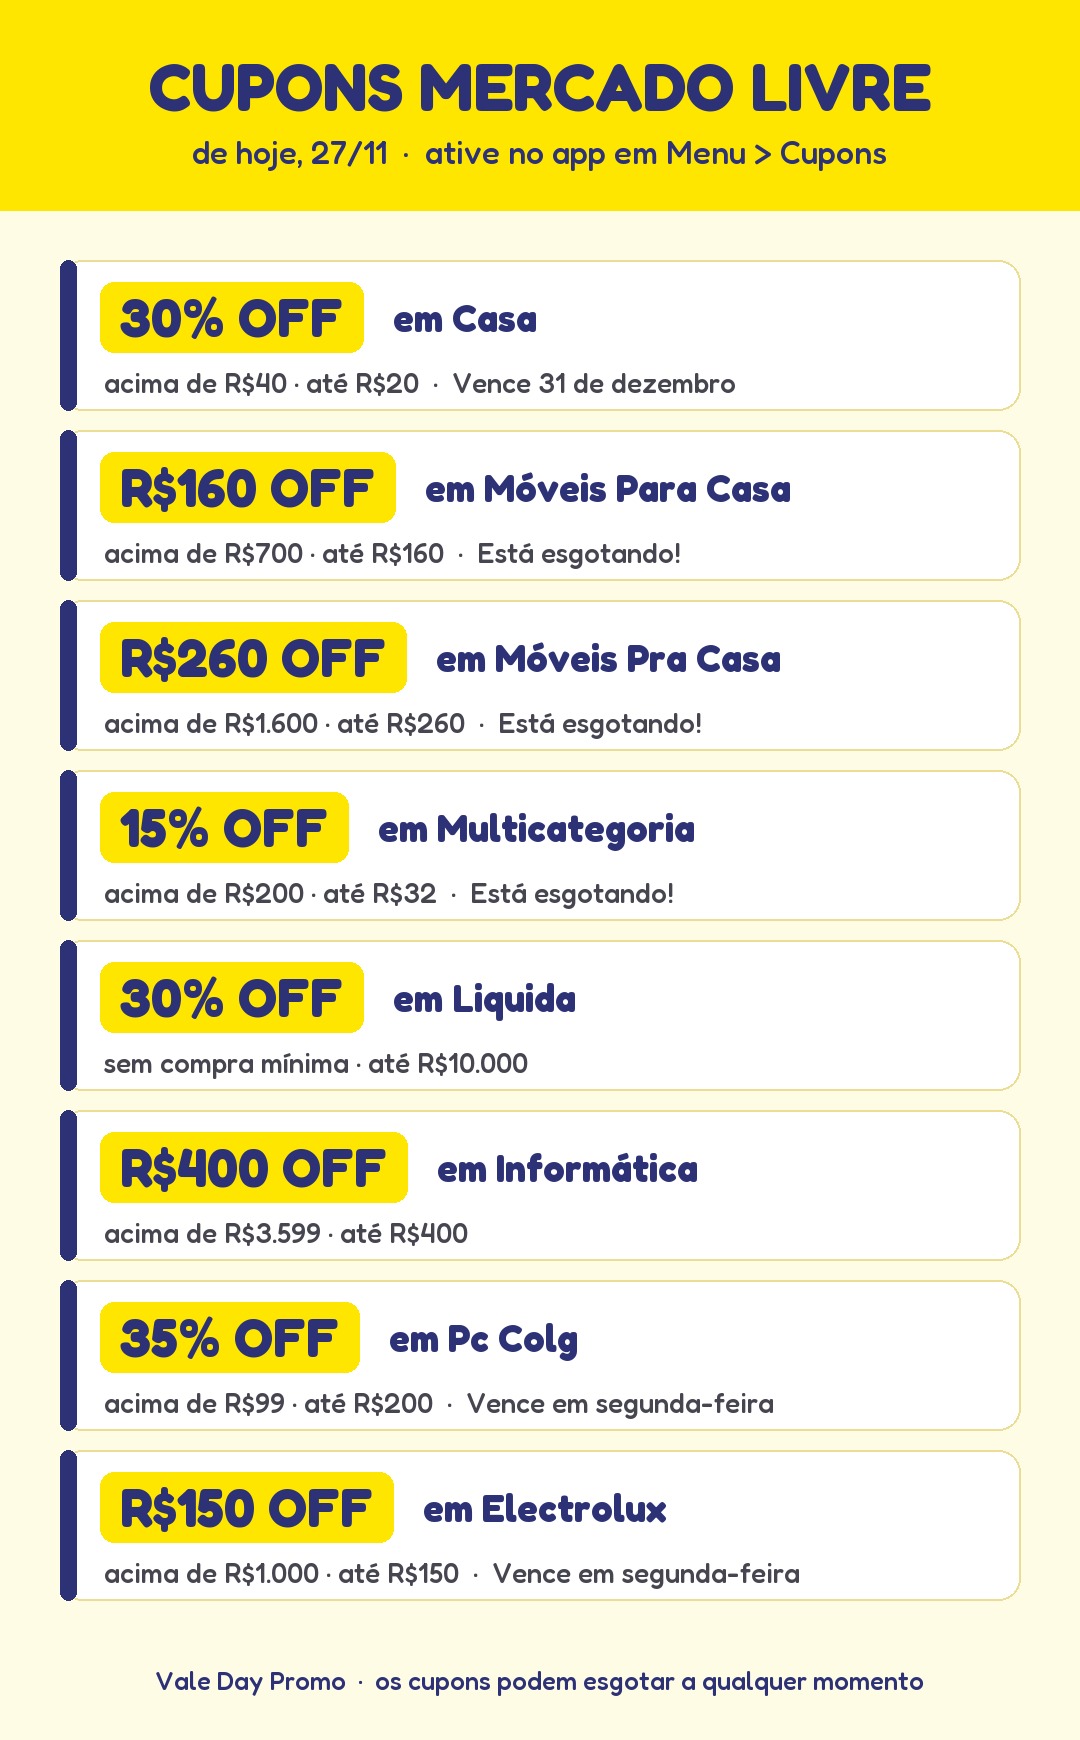 CUPONS MERCADO LIVRE
de hoje, 27/11 · ative no app em Menu > Cupons
30% OFF em Casa
acima de R$40 · até R$20 · Vence 31 de dezembro
R$160 OFF em Móveis Para Casa
acima de R$700 · até R$160 · Está esgotando!
R$260 OFF em Móveis Pra Casa
acima de R$1.600 · até R$260 · Está esgotando!
15% OFF em Multicategoria
acima de R$200 · até R$32 · Está esgotando!
30% OFF em Liquida
sem compra mínima · até R$10.000
R$400 OFF em Informática
acima de R$3.599 · até R$400
35% OFF em Pc Colg
acima de R$99 · até R$200 · Vence em segunda-feira
R$150 OFF em Electrolux
acima de R$1.000 · até R$150 · Vence em segunda-feira
Vale Day Promo · os cupons podem esgotar a qualquer momento